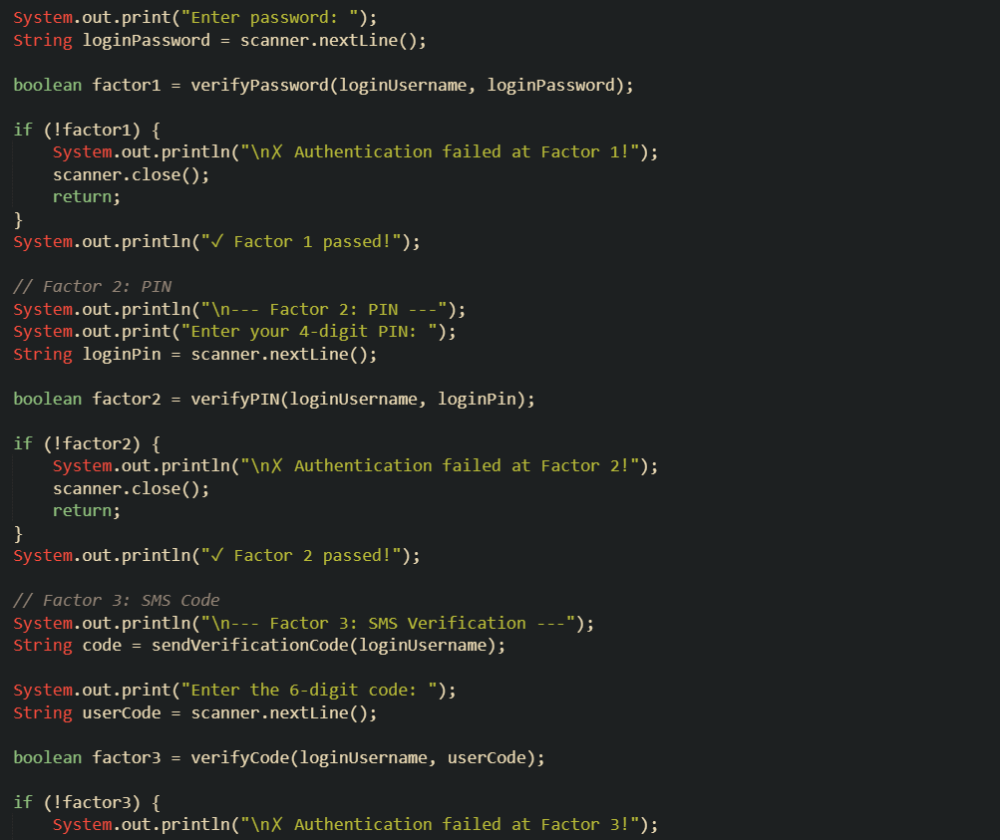 System.out.print("Enter password: ");
String loginPassword = scanner.nextLine();

boolean factor1 = verifyPassword(loginUsername, loginPassword);

if (!factor1) {
    System.out.println("\n✗ Authentication failed at Factor 1!");
    scanner.close();
    return;
}
System.out.println("✓ Factor 1 passed!");

// Factor 2: PIN
System.out.println("\n--- Factor 2: PIN ---");
System.out.print("Enter your 4-digit PIN: ");
String loginPin = scanner.nextLine();

boolean factor2 = verifyPIN(loginUsername, loginPin);

if (!factor2) {
    System.out.println("\n✗ Authentication failed at Factor 2!");
    scanner.close();
    return;
}
System.out.println("✓ Factor 2 passed!");

// Factor 3: SMS Code
System.out.println("\n--- Factor 3: SMS Verification ---");
String code = sendVerificationCode(loginUsername);

System.out.print("Enter the 6-digit code: ");
String userCode = scanner.nextLine();

boolean factor3 = verifyCode(loginUsername, userCode);

if (!factor3) {
    System.out.println("\n✗ Authentication failed at Factor 3!");